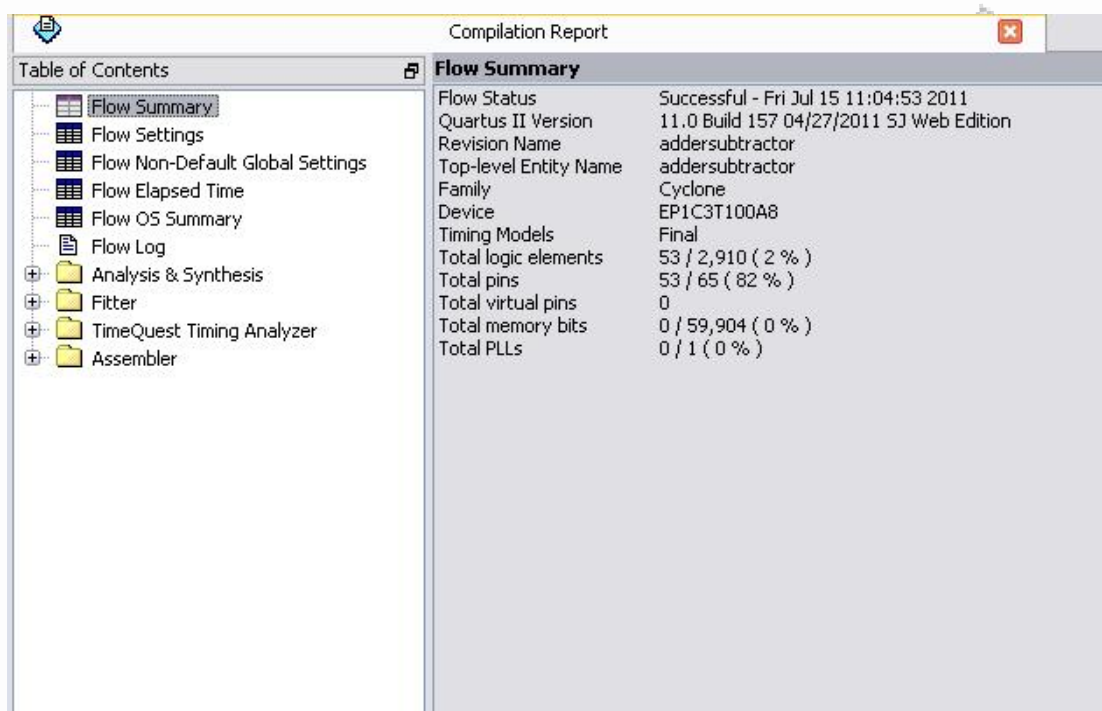 Compilation Report
Table of Contents
Flow Summary
Flow Settings
Flow Non-Default Global Settings
Flow Elapsed Time
Flow OS Summary
Flow Log
Analysis & Synthesis
Fitter
TimeQuest Timing Analyzer
Assembler
Flow Summary
Flow Status Successful - Fri Jul 15 11:04:53 2011
Quartus II Version 11.0 Build 157 04/27/2011 SJ Web Edition
Revision Name addersubtractor
Top-level Entity Name addersubtractor
Family Cyclone
Device EP1C3T100A8
Timing Models Final
Total logic elements 53 / 2,910 ( 2 % )
Total pins 53 / 65 ( 82 % )
Total virtual pins 0
Total memory bits 0 / 59,904 ( 0 % )
Total PLLs 0 / 1 ( 0 % )